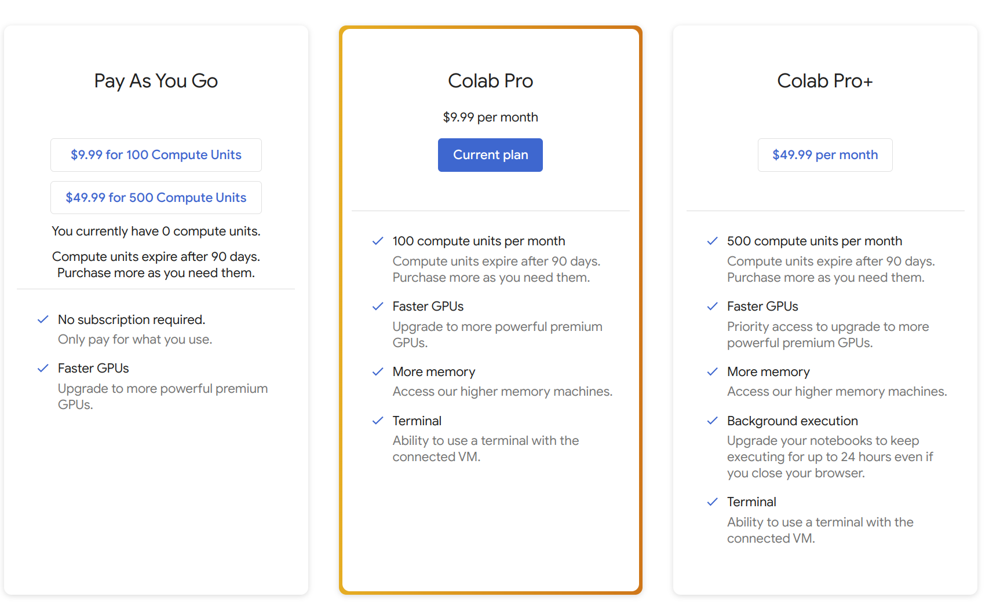 Pay As You Go
$9.99 for 100 Compute Units
$49.99 for 500 Compute Units
You currently have 0 compute units.
Compute units expire after 90 days.
Purchase more as you need them.
No subscription required.
Only pay for what you use.
Faster GPUs
Upgrade to more powerful premium
GPUs.
Colab Pro
$9.99 per month
Current plan
100 compute units per month
Compute units expire after 90 days.
Purchase more as you need them.
Faster GPUs
Upgrade to more powerful premium
GPUs.
More memory
Access our higher memory machines.
Terminal
Ability to use a terminal with the
connected VM.
Colab Pro+
$49.99 per month
500 compute units per month
Compute units expire after 90 days.
Purchase more as you need them.
Faster GPUs
Priority access to upgrade to more
powerful premium GPUs.
More memory
Access our higher memory machines.
Background execution
Upgrade your notebooks to keep
executing for up to 24 hours even if
you close your browser.
Terminal
Ability to use a terminal with the
connected VM.